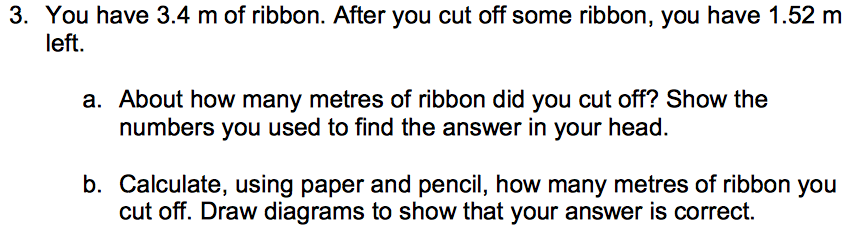 3. You have 3.4 m of ribbon. After you cut off some ribbon, you have 1.52 m
left.
a. About how many metres of ribbon did you cut off? Show the
numbers you used to find the answer in your head.
b. Calculate, using paper and pencil, how many metres of ribbon you
cut off. Draw diagrams to show that your answer is correct.